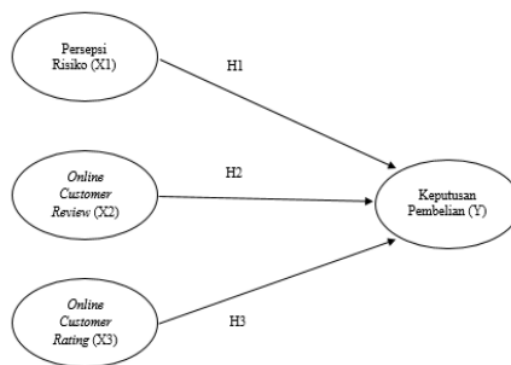 Persepsi
Risiko (X1)
H1
Online
Customer
Review (X2)
H2
Keputusan
Pembelian (Y)
Online
Customer
Rating (X3)
H3